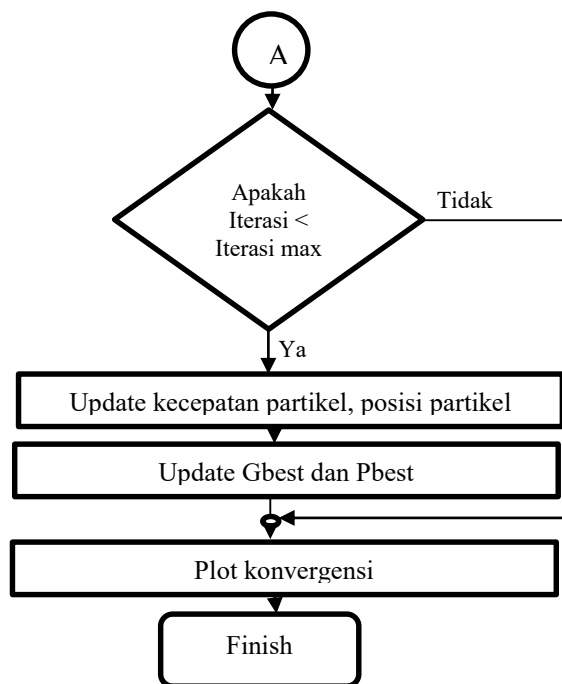 A
Apakah
Iterasi <
Iterasi max
Tidak
Ya
Update kecepatan partikel, posisi partikel
Update Gbest dan Pbest
Plot konvergensi
Finish